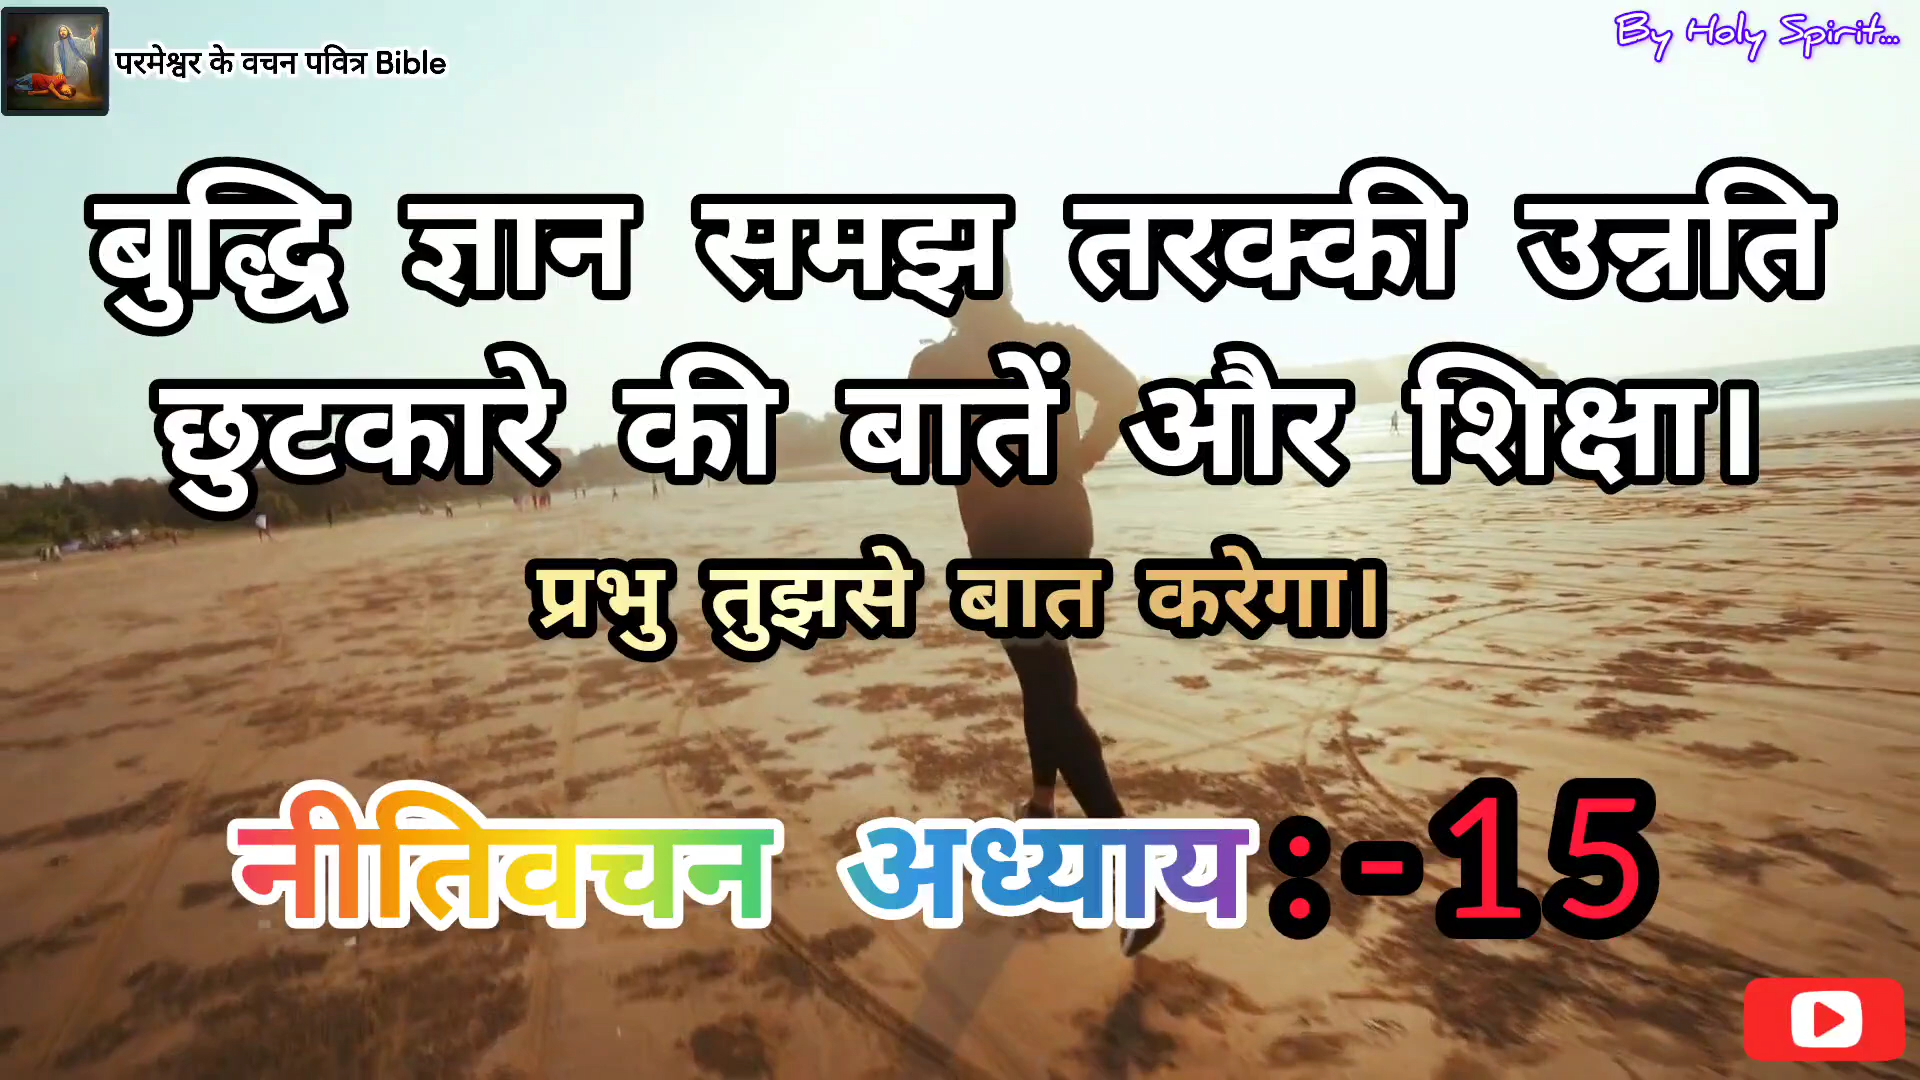 परमेश्वर के वचन पवित्र Bible
By Holy Spirit...
बुद्धि ज्ञान समझ तरक्की उन्नति
छुटकारे की बातें और शिक्षा।
प्रभु तुझसे बात करेगा।
नीतिवचन अध्याय:-15